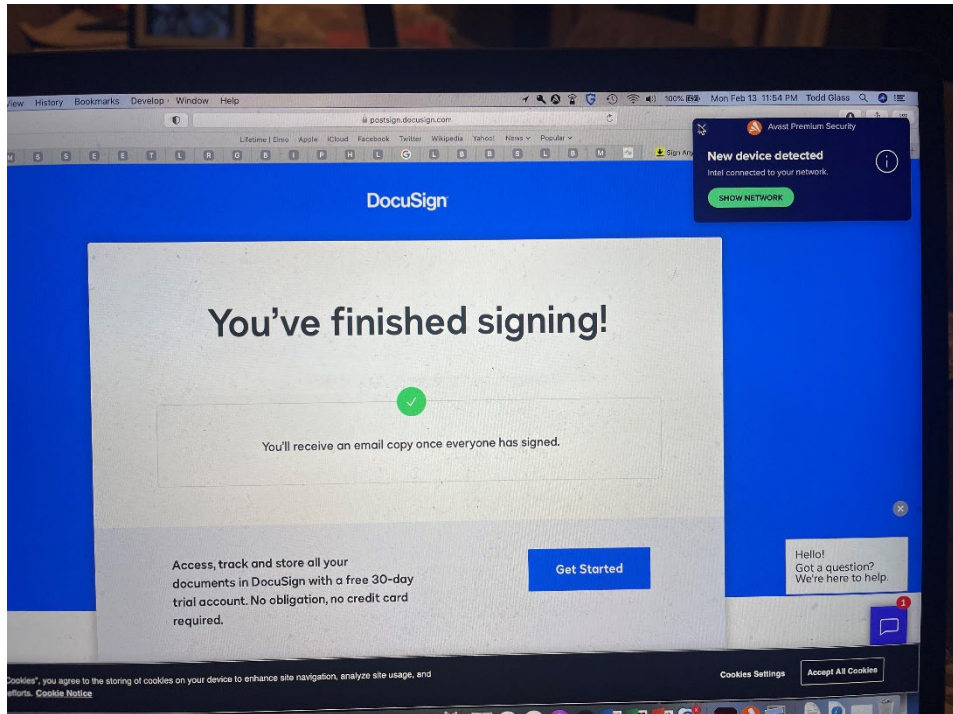 View History Bookmarks Develop Window Help
100% Mon Feb 13 11:54 PM Todd Glass
postsign.docusign.com
Lifetime | Elmo Apple iCloud Facebook Twitter Wikipedia Yahoo! News Popular
M S S E E T L R G B I P H L G L B B S L B M Sign Any
Avast Premium Security
New device detected
Intel connected to your network.
SHOW NETWORK
DocuSign
You've finished signing!
You'll receive an email copy once everyone has signed.
Access, track and store all your
documents in DocuSign with a free 30-day
trial account. No obligation, no credit card
required.
Get Started
Hello!
Got a question?
We're here to help.
1
Cookies", you agree to the storing of cookies on your device to enhance site navigation, analyze site usage, and
efforts. Cookie Notice
Cookies Settings
Accept All Cookies